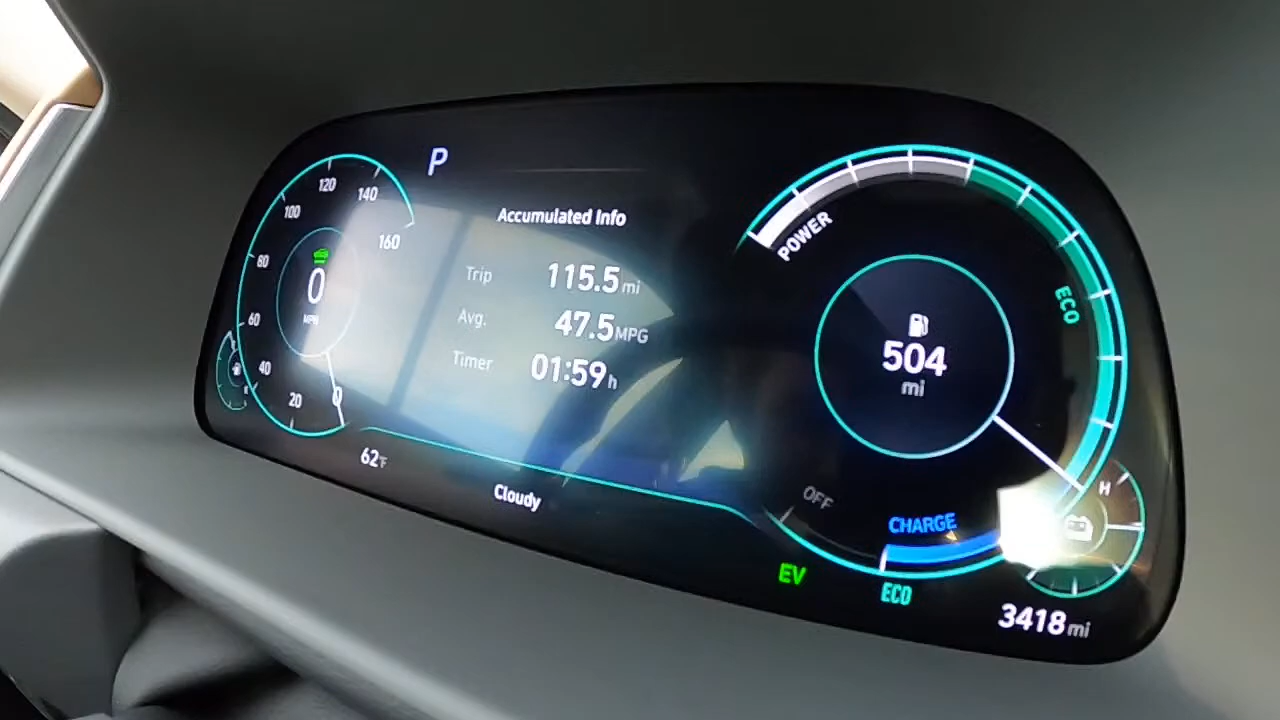 P
160
140
120
100
80
60
40
20
0
0
MPH
Accumulated Info
Trip 115.5 mi
Avg. 47.5 MPG
Timer 01:59 h
62°F
Cloudy
POWER
ECO
504
mi
OFF
CHARGE
H
EV
ECO
3418 mi